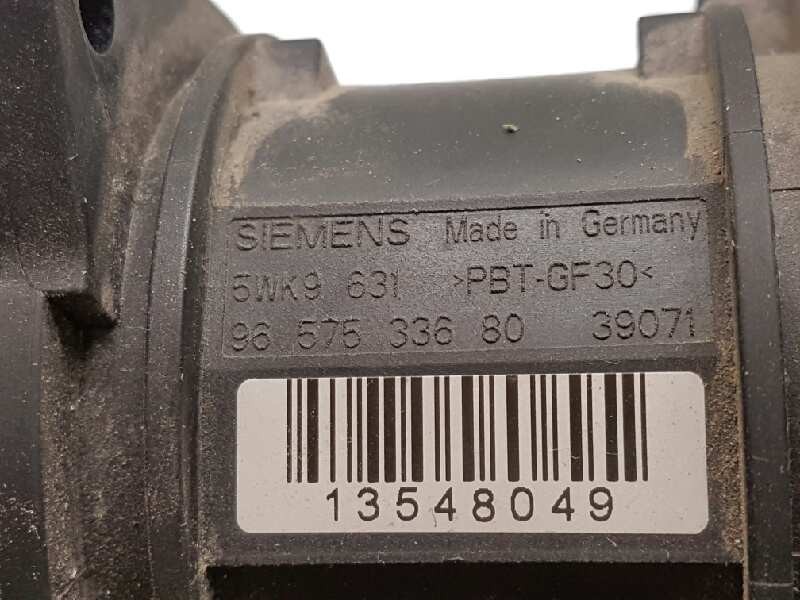 SIEMENS Made in Germany
5WK9 631 >PBT-GF30<
96 575 336 80 39071
13548049